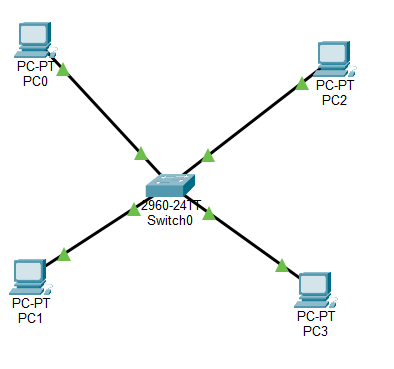 PC-PT
PC0
PC-PT
PC2
2960-24TT
Switch0
PC-PT
PC1
PC-PT
PC3